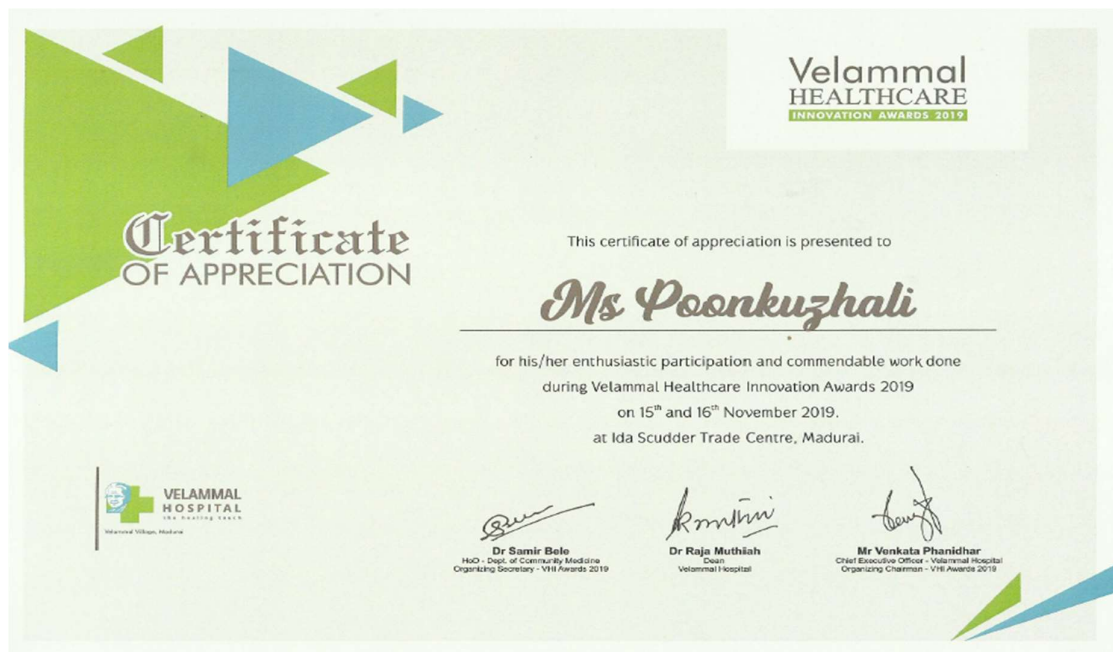 Velammal
HEALTHCARE
INNOVATION AWARDS 2019
Certificate
OF APPRECIATION
This certificate of appreciation is presented to
Ms Poonkuzhali
for his/her enthusiastic participation and commendable work done
during Velammal Healthcare Innovation Awards 2019
on 15th and 16th November 2019.
at Ida Scudder Trade Centre, Madurai.
VELAMMAL
HOSPITAL
the healing touch
Velammal Village, Madurai
Dr Samir Bele
HoD - Dept. of Community Medicine
Organizing Secretary - VHI Awards 2019
Dr Raja Muthiah
Dean
Velammal Hospital
Mr Venkata Phanidhar
Chief Executive Officer - Velammal Hospital
Organizing Chairman - VHI Awards 2019